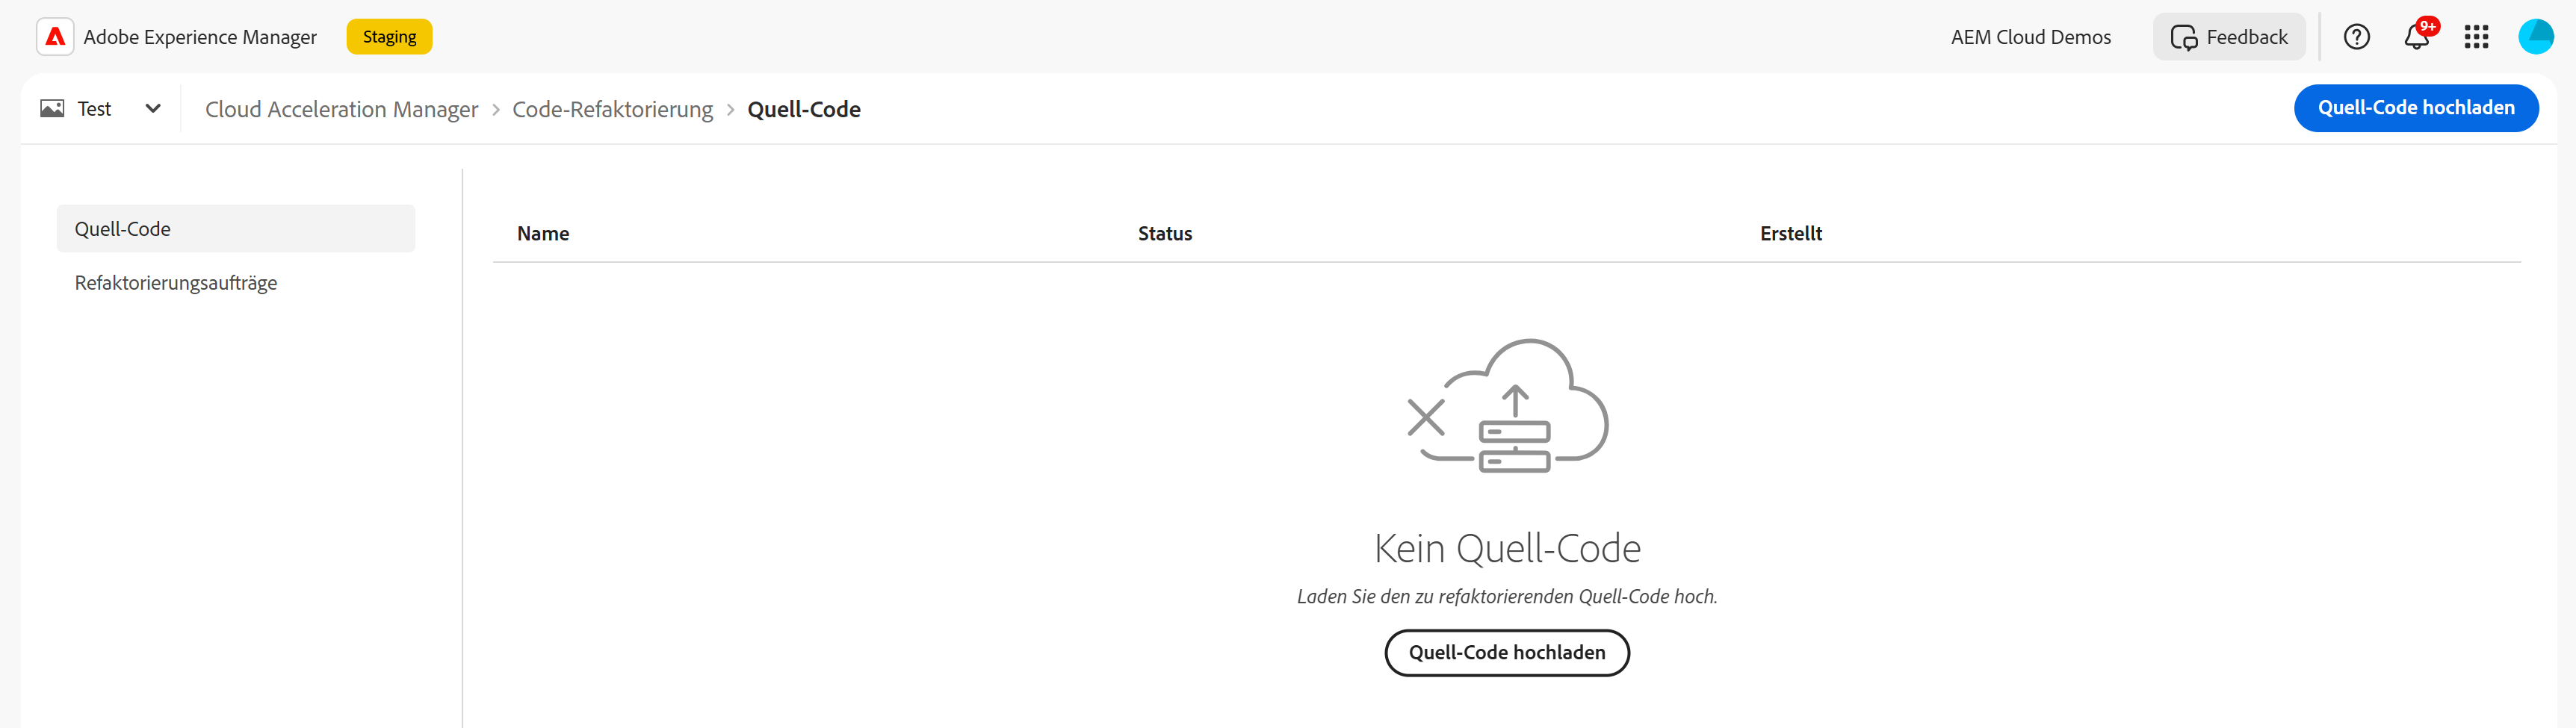 Adobe Experience Manager Staging AEM Cloud Demos Feedback 9+
Test Cloud Acceleration Manager > Code-Refaktorierung > Quell-Code Quell-Code hochladen
Quell-Code
Refaktorierungsaufträge
Name Status Erstellt
Kein Quell-Code
Laden Sie den zu refaktorierenden Quell-Code hoch.
Quell-Code hochladen